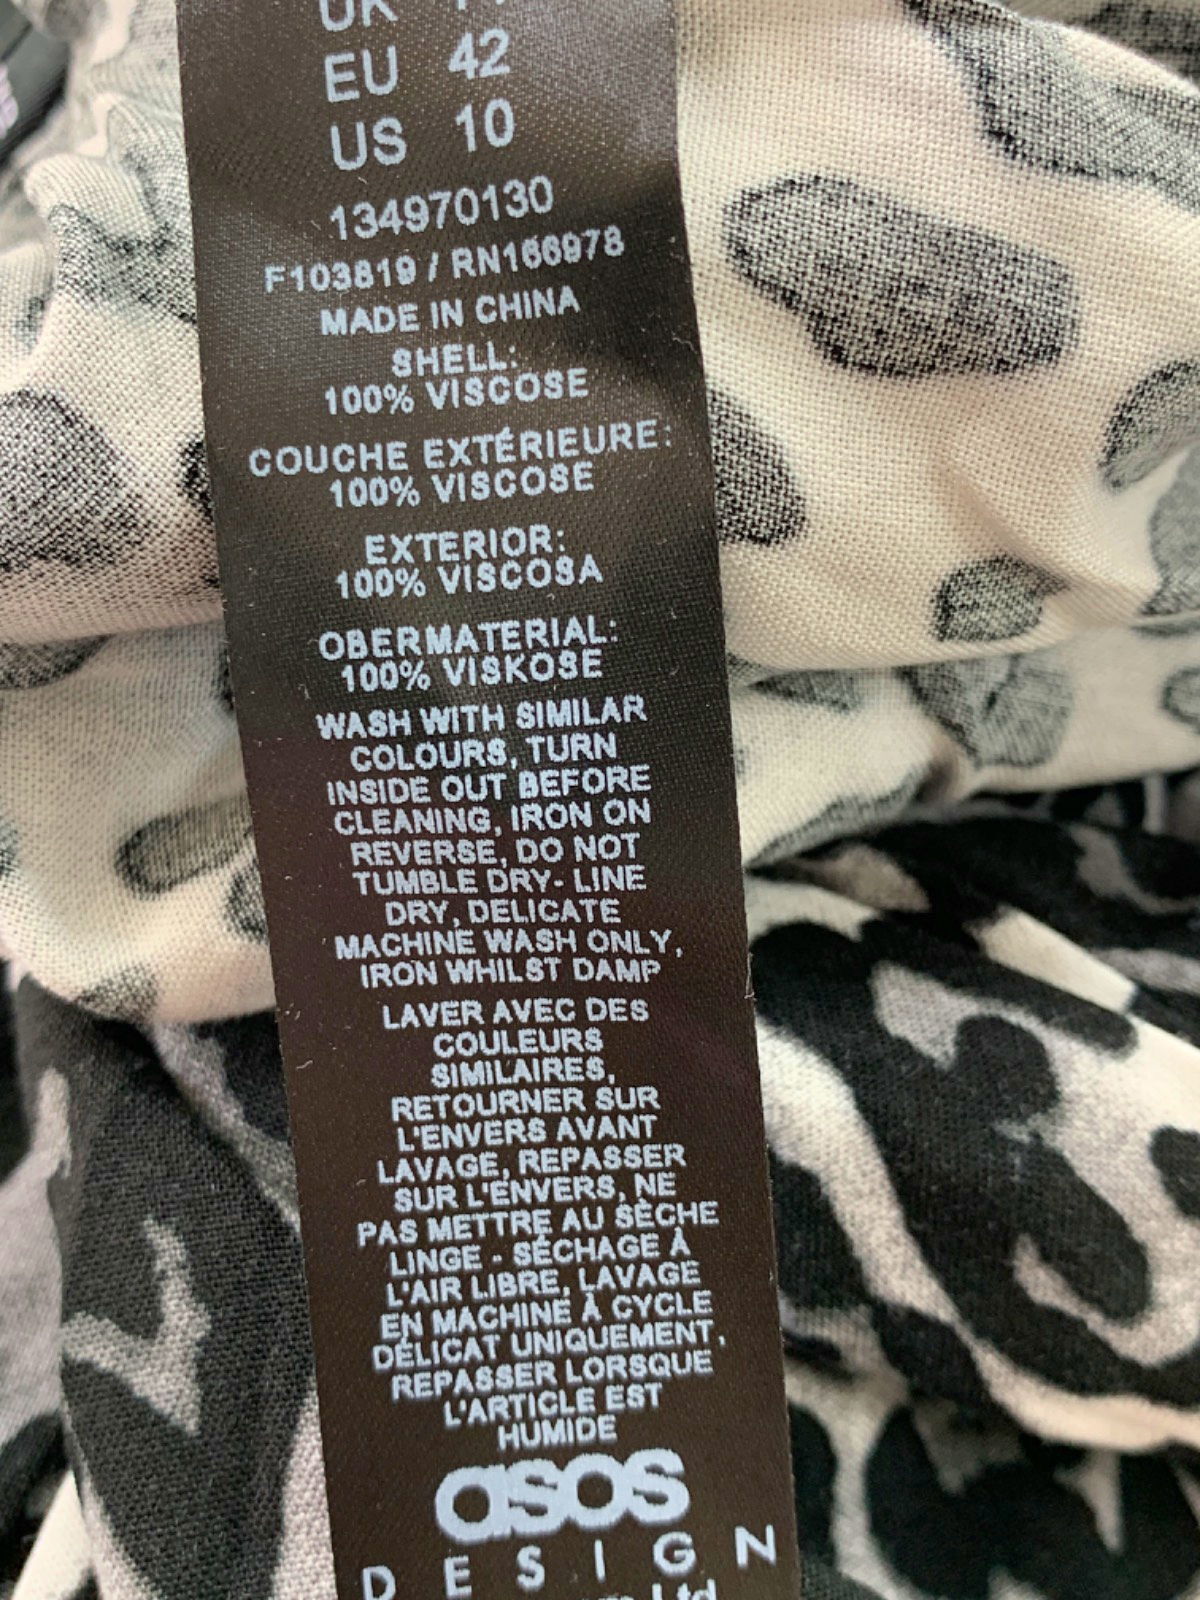 UK
EU 42
US 10
134970130
F103819 / RN166978
MADE IN CHINA
SHELL:
100% VISCOSE
COUCHE EXTÉRIEURE:
100% VISCOSE
EXTERIOR:
100% VISCOSA
OBERMATERIAL:
100% VISKOSE
WASH WITH SIMILAR
COLOURS, TURN
INSIDE OUT BEFORE
CLEANING, IRON ON
REVERSE, DO NOT
TUMBLE DRY- LINE
DRY, DELICATE
MACHINE WASH ONLY,
IRON WHILST DAMP
LAVER AVEC DES
COULEURS
SIMILAIRES,
RETOURNER SUR
L'ENVERS AVANT
LAVAGE, REPASSER
SUR L'ENVERS, NE
PAS METTRE AU SÈCHE
LINGE - SÉCHAGE À
L'AIR LIBRE, LAVAGE
EN MACHINE À CYCLE
DÉLICAT UNIQUEMENT,
REPASSER LORSQUE
L'ARTICLE EST
HUMIDE
asos
DESIGN
Ltd